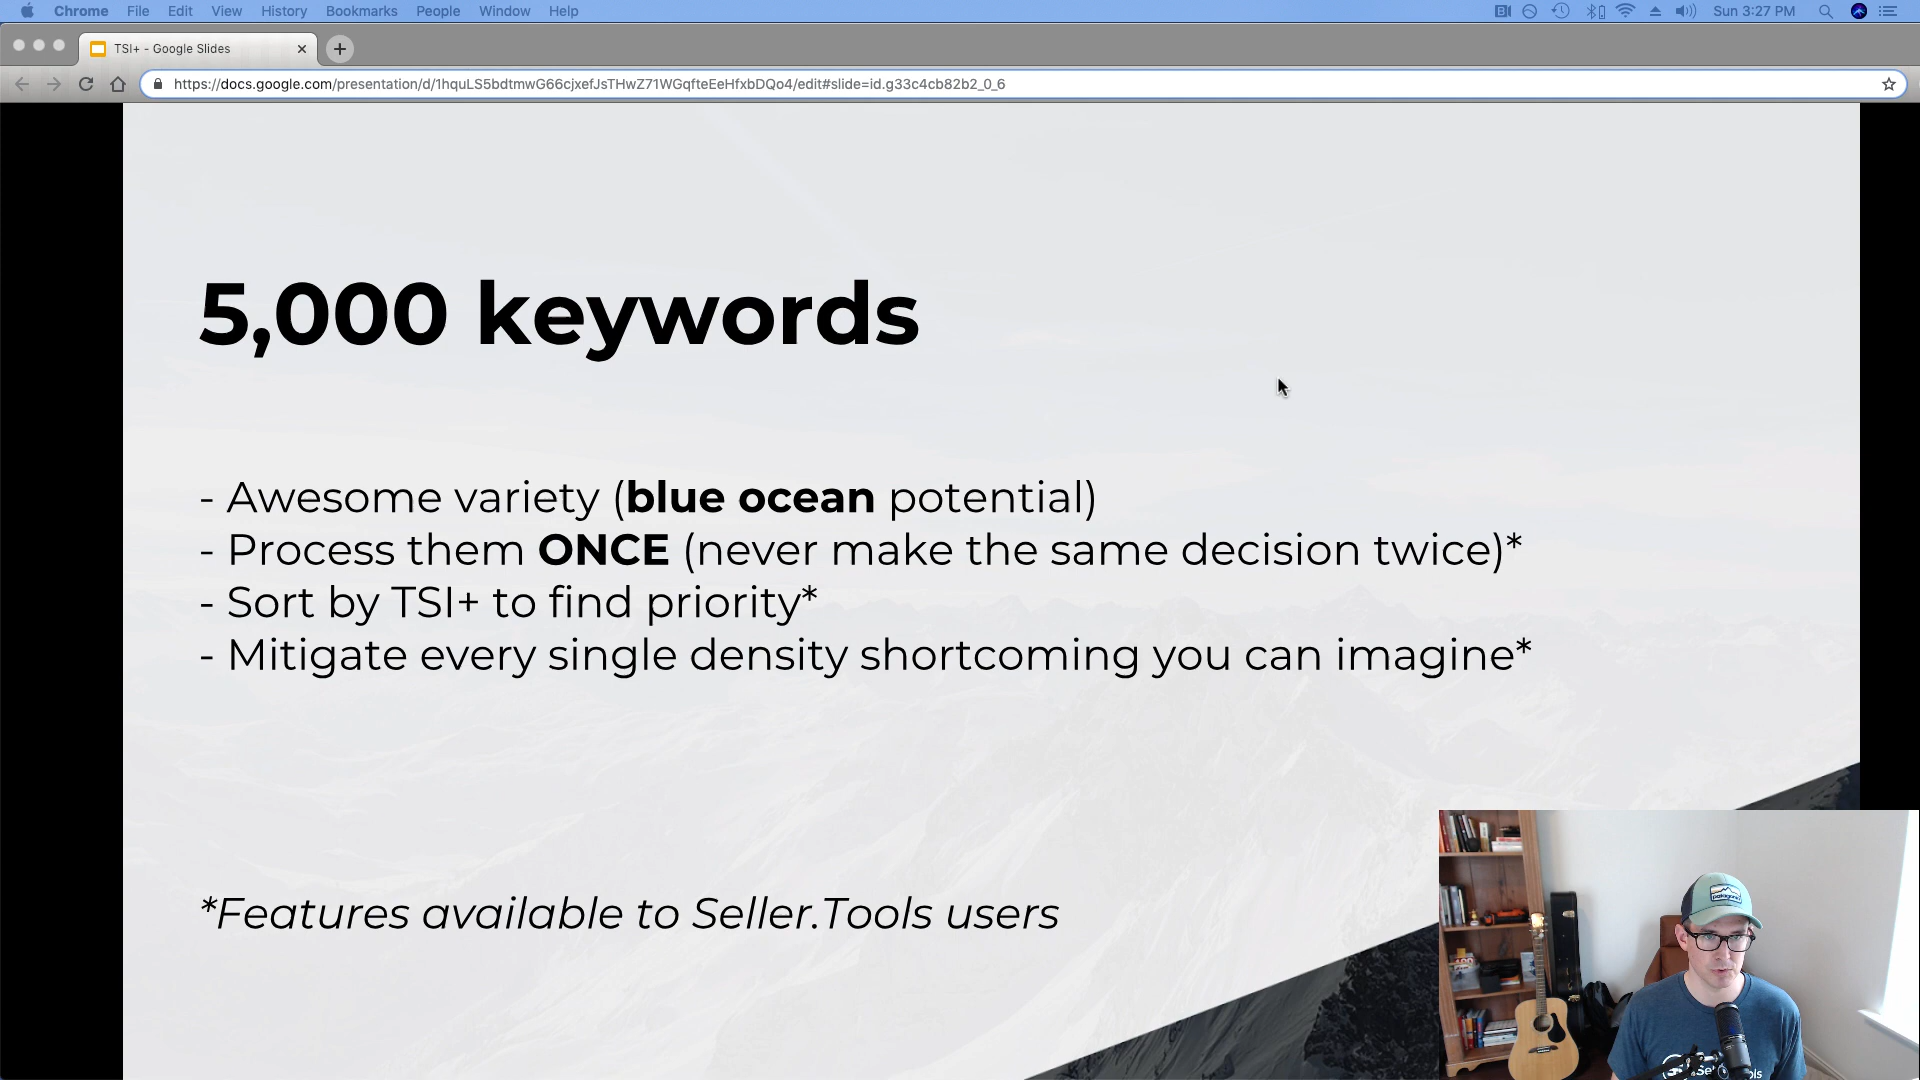 Chrome File Edit View History Bookmarks People Window Help Sun 3:27 PM
TSI+ - Google Slides
https://docs.google.com/presentation/d/1hquLS5bdtmwG66cjxefJsTHwZ71WGqfteEeHfxbDQo4/edit#slide=id.g33c4cb82b2_0_6
5,000 keywords
- Awesome variety (blue ocean potential)
- Process them ONCE (never make the same decision twice)*
- Sort by TSI+ to find priority*
- Mitigate every single density shortcoming you can imagine*
*Features available to Seller.Tools users
patagonia